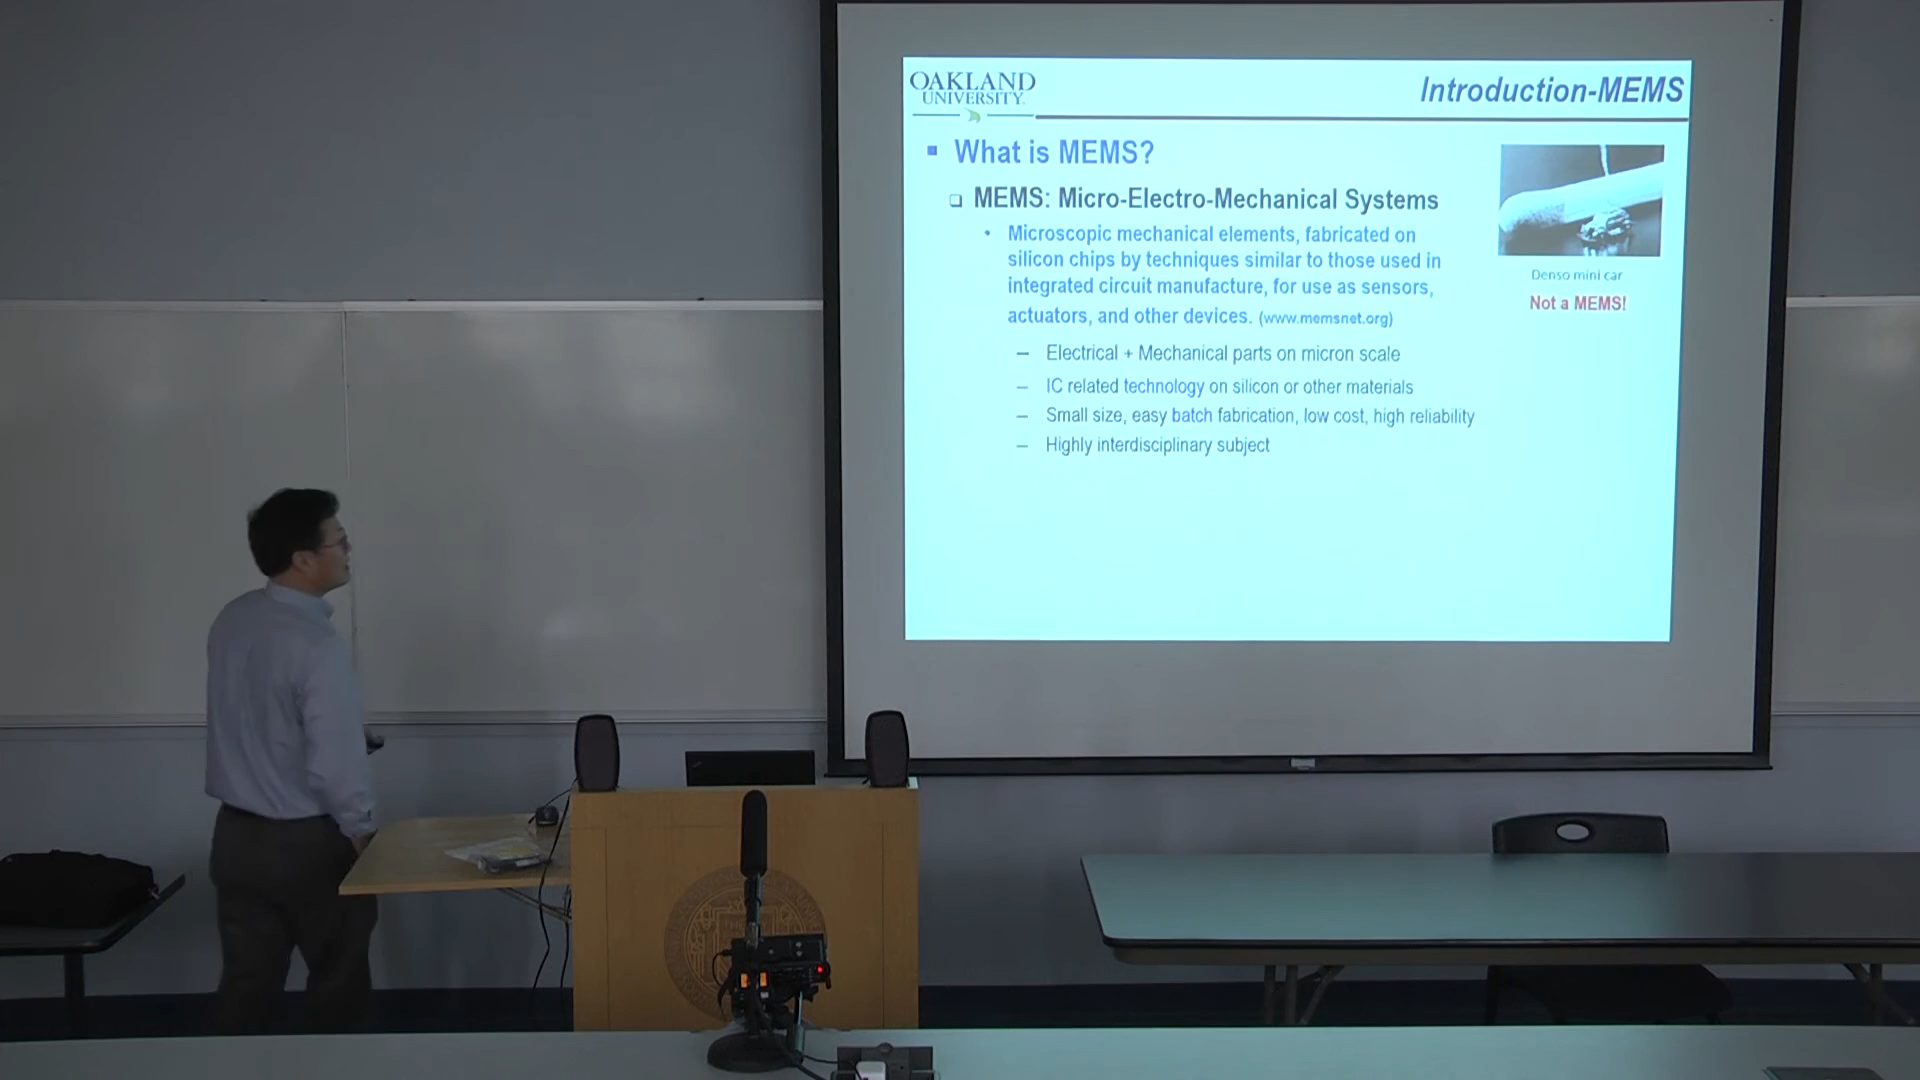 OAKLAND
UNIVERSITY.
Introduction-MEMS
What is MEMS?
MEMS: Micro-Electro-Mechanical Systems
Microscopic mechanical elements, fabricated on
silicon chips by techniques similar to those used in
integrated circuit manufacture, for use as sensors,
actuators, and other devices. (www.memsnet.org)
– Electrical + Mechanical parts on micron scale
– IC related technology on silicon or other materials
– Small size, easy batch fabrication, low cost, high reliability
– Highly interdisciplinary subject
Denso mini car
Not a MEMS!